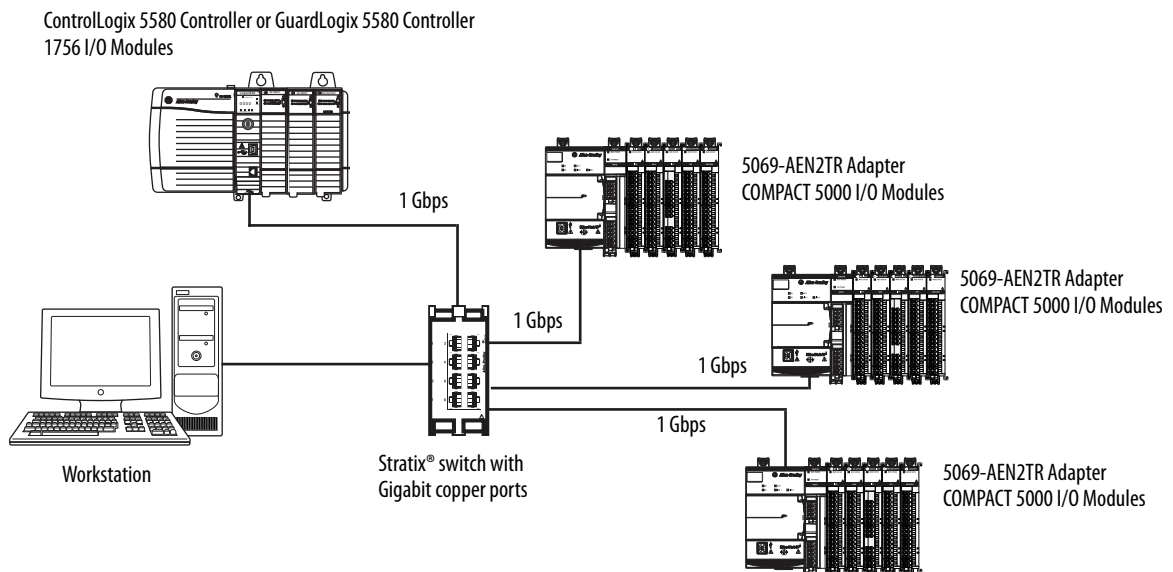 ControlLogix 5580 Controller or GuardLogix 5580 Controller
1756 I/O Modules
1 Gbps
5069-AEN2TR Adapter
COMPACT 5000 I/O Modules
5069-AEN2TR Adapter
COMPACT 5000 I/O Modules
1 Gbps
1 Gbps
1 Gbps
Workstation
Stratix® switch with
Gigabit copper ports
5069-AEN2TR Adapter
COMPACT 5000 I/O Modules